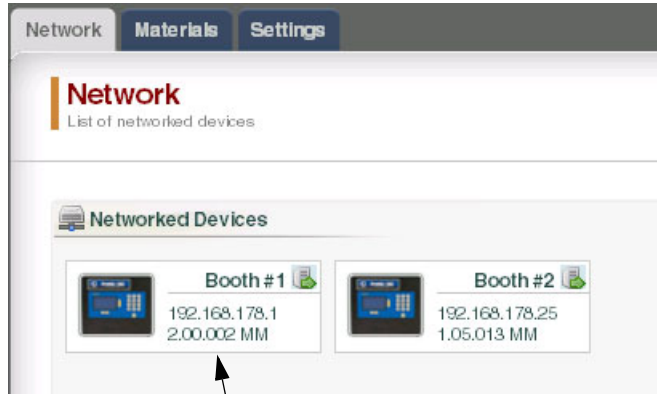 Network Materials Settings
Network
List of networked devices
Networked Devices
Booth #1
192.168.178.1
2.00.002 MM
Booth #2
192.168.178.25
1.05.013 MM